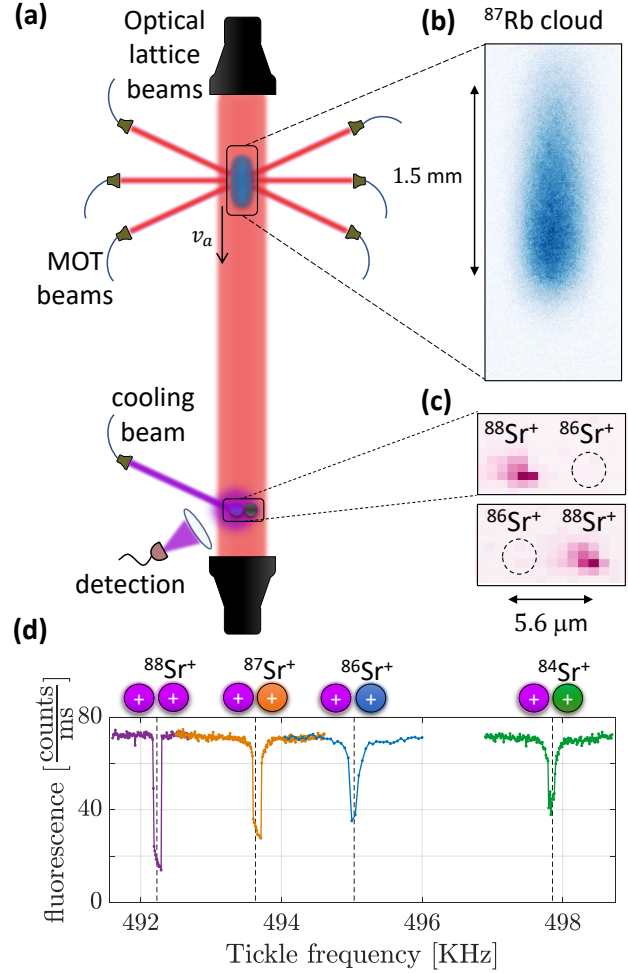 (a)
Optical
lattice
beams
MOT
beams
vₐ
cooling
beam
detection
(b)
⁸⁷Rb cloud
1.5 mm
(c)
⁸⁸Sr⁺ ⁸⁶Sr⁺
⁸⁶Sr⁺ ⁸⁸Sr⁺
5.6 μm
(d)
⁸⁸Sr⁺ ⁸⁷Sr⁺ ⁸⁶Sr⁺ ⁸⁴Sr⁺
+ + + + + + + +
fluorescence [counts/ms]
80
40
0
492 494 496 498
Tickle frequency [KHz]